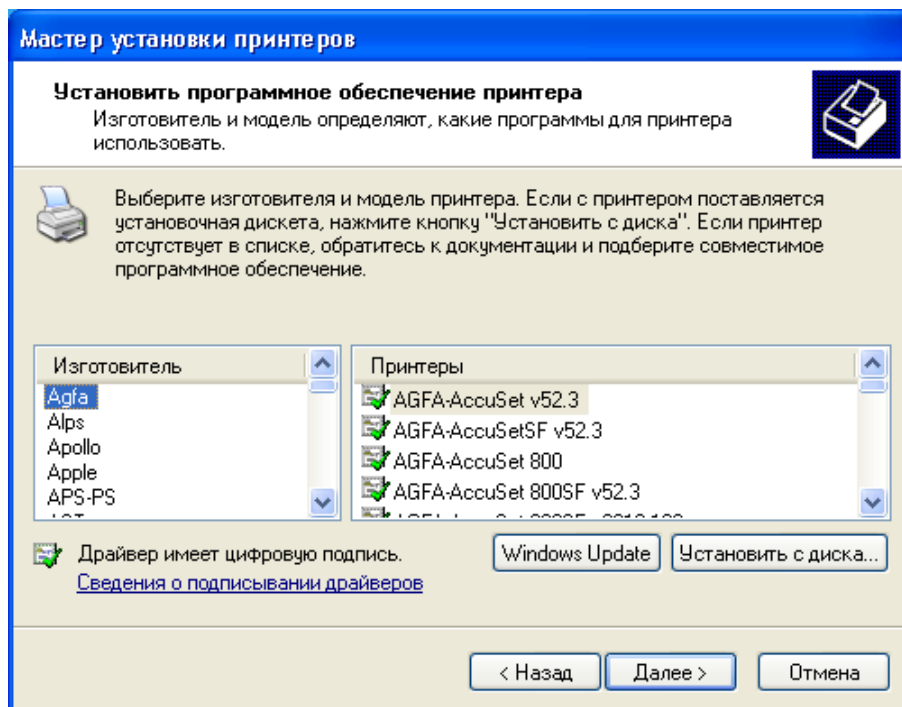 Мастер установки принтеров
Установить программное обеспечение принтера
Изготовитель и модель определяют, какие программы для принтера
использовать.
Выберите изготовителя и модель принтера. Если с принтером поставляется
установочная дискета, нажмите кнопку "Установить с диска". Если принтер
отсутствует в списке, обратитесь к документации и подберите совместимое
программное обеспечение.
Изготовитель
Agfa
Alps
Apollo
Apple
APS-PS
Принтеры
AGFA-AccuSet v52.3
AGFA-AccuSetSF v52.3
AGFA-AccuSet 800
AGFA-AccuSet 800SF v52.3
Драйвер имеет цифровую подпись.
Сведения о подписывании драйверов
Windows Update
Установить с диска...
< Назад
Далее >
Отмена